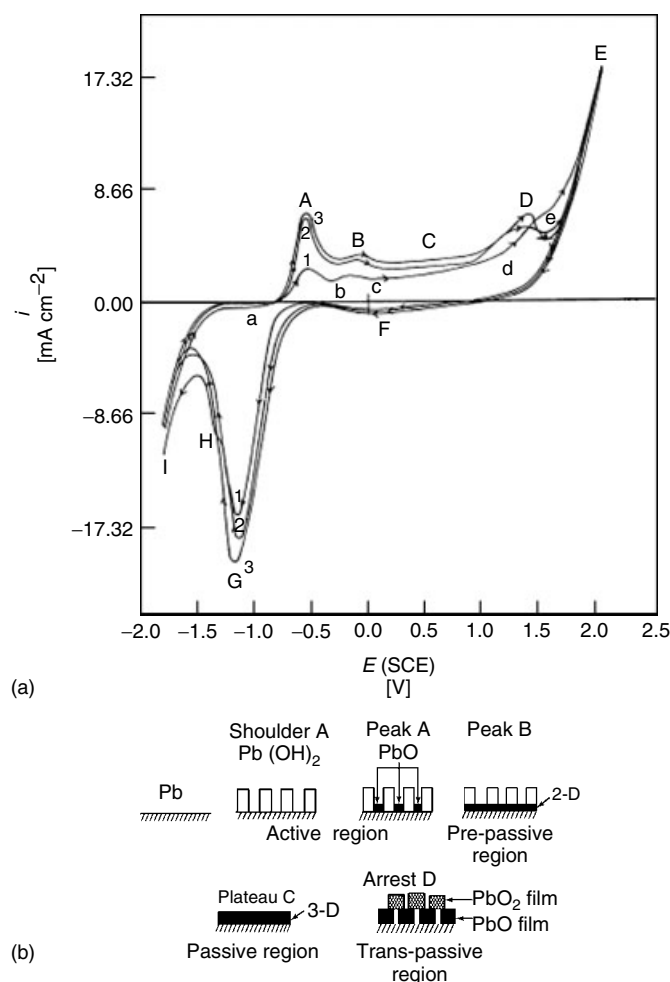 E
17.32
8.66
A
3
2
B
C
D
e
1
b
c
d
0.00
a
F
i
[mA cm−2]
−8.66
H
I
1
−17.32
2
G 3
−2.0 −1.5 −1.0 −0.5 0.0 0.5 1.0 1.5 2.0 2.5
E (SCE)
(a) [V]
Shoulder A Peak A Peak B
Pb (OH)2 PbO
Pb
2-D
Active region Pre-passive
region
Arrest D
Plateau C
3-D
PbO2 film
PbO film
(b) Passive region Trans-passive
region